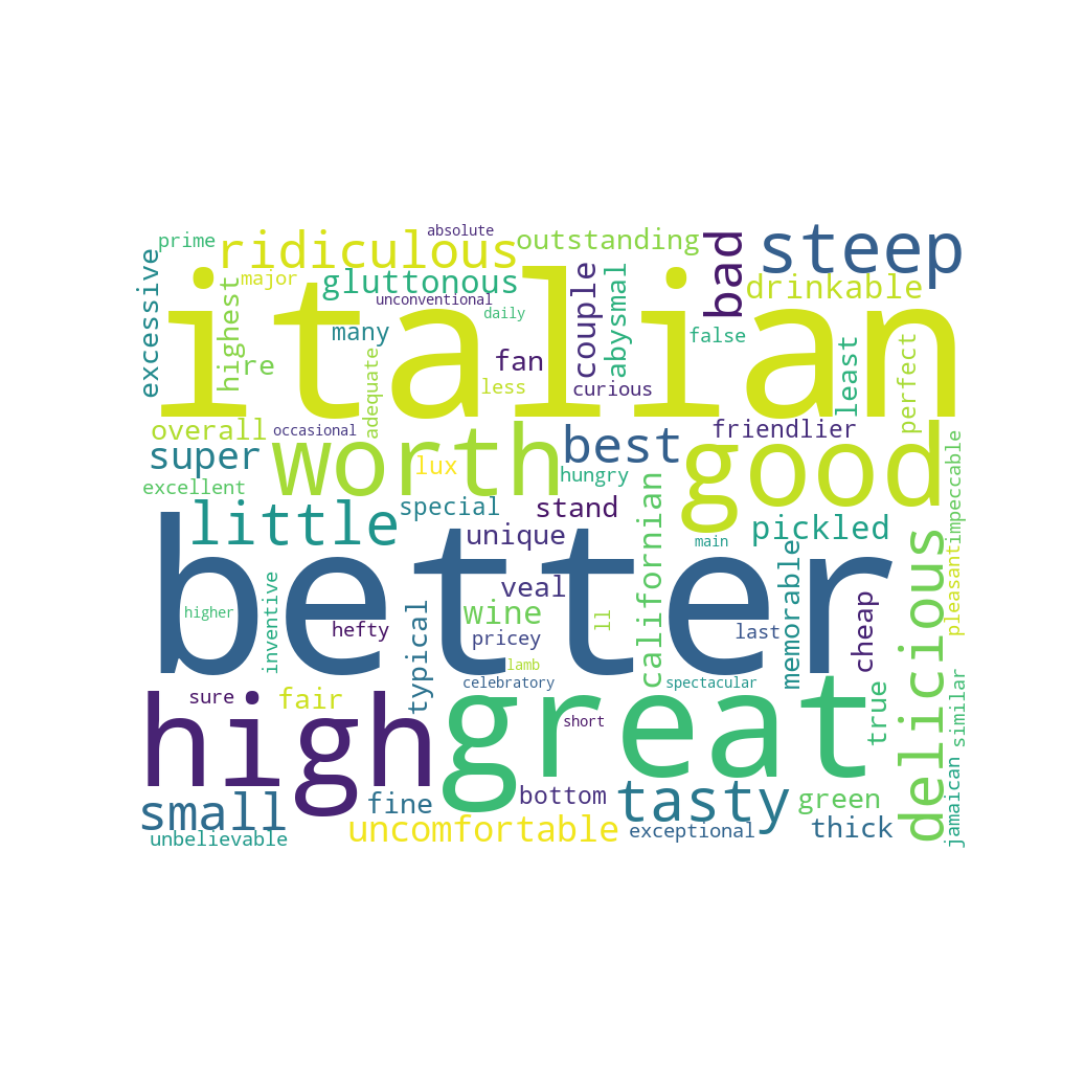 absolute
prime
ridiculous
outstanding
steep
bad
excessive
major
gluttonous
unconventional
daily
couple
abysmal
drinkable
highest
many
false
italian
re
adequate
fan
less
curious
least
perfect
overall
occasional
worth
best
friendlier
good
super
lux
hungry
excellent
little
special
stand
californian
pickled
impeccable
unique
main
better
inventive
higher
hefty
typical
veal
wine
pricey
ll
last
memorable
cheap
delicious
pleasant
lamb
celebratory
spectacular
sure
fair
high
great
short
true
similar
small
fine
bottom
tasty
green
jamaican
unbelievable
uncomfortable
exceptional
thick